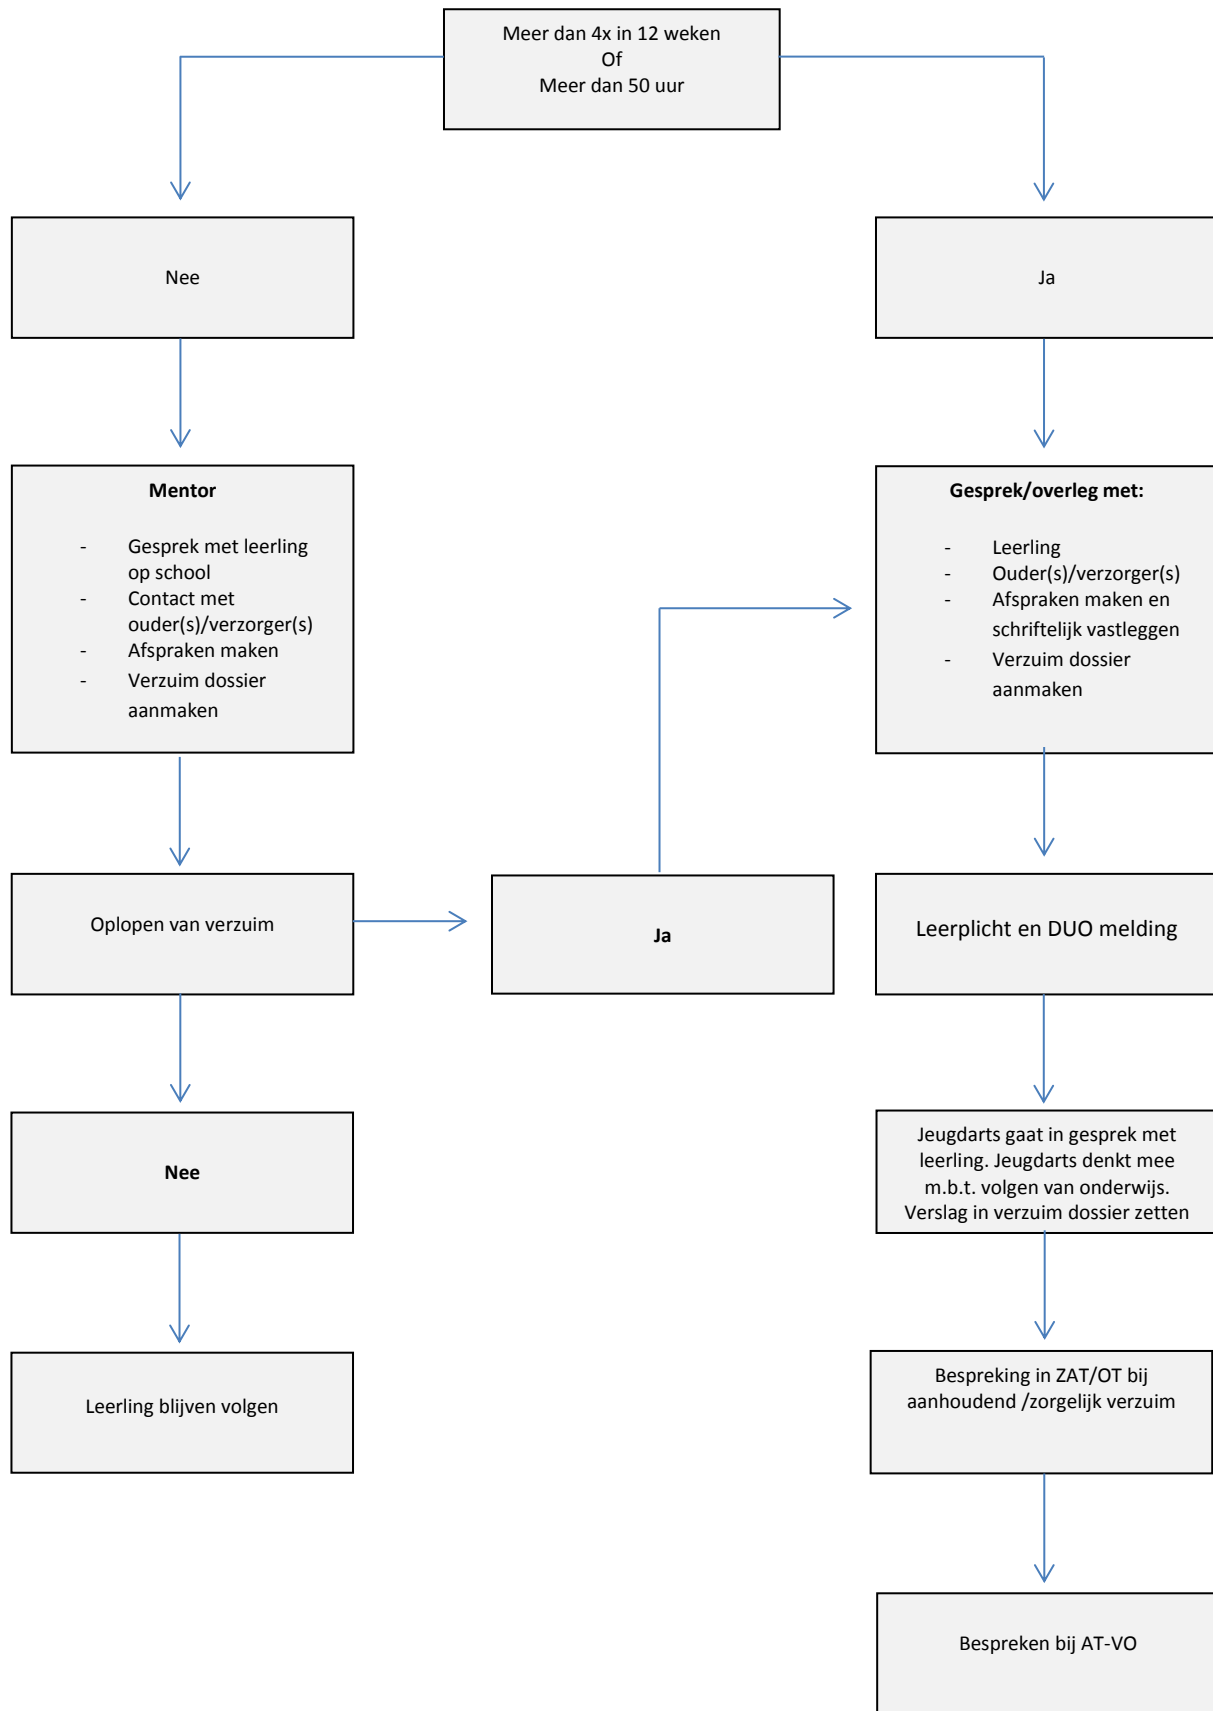 Meer dan 4x in 12 weken
Of
Meer dan 50 uur
Nee
Ja
Mentor
- Gesprek met leerling
op school
- Contact met
ouder(s)/verzorger(s)
- Afspraken maken
- Verzuim dossier
aanmaken
Gesprek/overleg met:
- Leerling
- Ouder(s)/verzorger(s)
- Afspraken maken en
schriftelijk vastleggen
- Verzuim dossier
aanmaken
Oplopen van verzuim
Ja
Leerplicht en DUO melding
Nee
Jeugdarts gaat in gesprek met
leerling. Jeugdarts denkt mee
m.b.t. volgen van onderwijs.
Verslag in verzuim dossier zetten
Leerling blijven volgen
Bespreking in ZAT/OT bij
aanhoudend /zorgelijk verzuim
Bespreken bij AT-VO